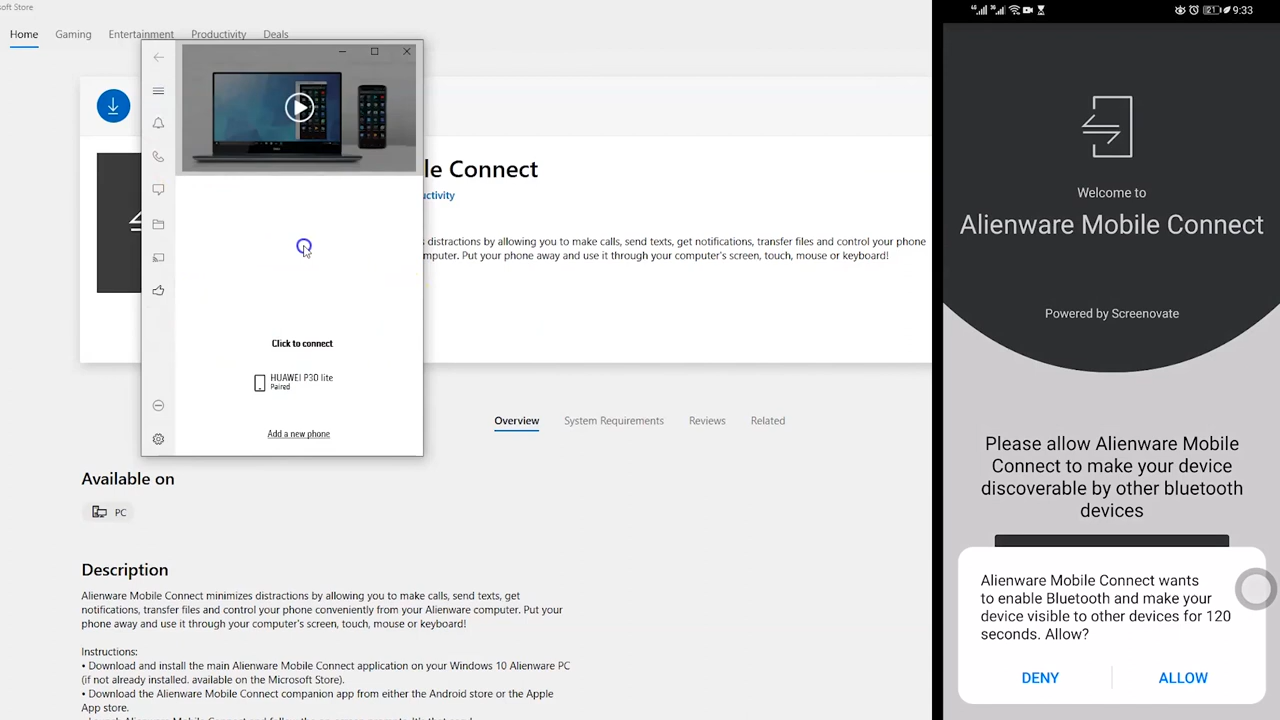 soft Store
Home Gaming Entertainment Productivity Deals
le Connect
uctivity
s distractions by allowing you to make calls, send texts, get notifications, transfer files and control your phone
mputer. Put your phone away and use it through your computer's screen, touch, mouse or keyboard!
Click to connect
HUAWEI P30 lite
Paired
Add a new phone
Overview System Requirements Reviews Related
Available on
PC
Description
Alienware Mobile Connect minimizes distractions by allowing you to make calls, send texts, get
notifications, transfer files and control your phone conveniently from your Alienware computer. Put your
phone away and use it through your computer's screen, touch, mouse or keyboard!
Instructions:
• Download and install the main Alienware Mobile Connect application on your Windows 10 Alienware PC
(if not already installed. available on the Microsoft Store).
• Download the Alienware Mobile Connect companion app from either the Android store or the Apple
App store.
21 9:33
Welcome to
Alienware Mobile Connect
Powered by Screenovate
Please allow Alienware Mobile
Connect to make your device
discoverable by other bluetooth
devices
Alienware Mobile Connect wants
to enable Bluetooth and make your
device visible to other devices for 120
seconds. Allow?
DENY ALLOW